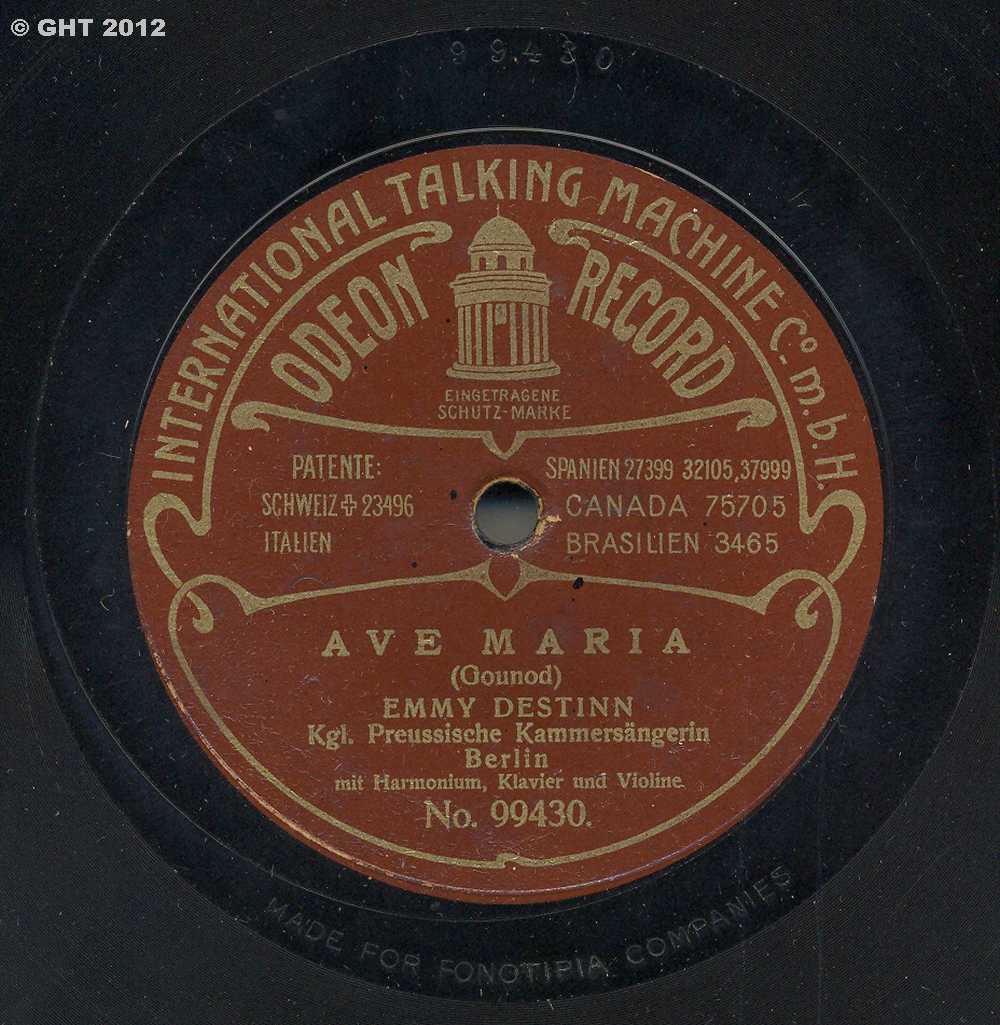 © GHT 2012
99430
INTERNATIONAL TALKING MACHINE Co. m.b.H.
ODEON RECORD
EINGETRAGENE
SCHUTZ-MARKE
PATENTE:
SCHWEIZ ✚ 23496
ITALIEN
SPANIEN 27399 32105, 37999
CANADA 75705
BRASILIEN 3465
AVE MARIA
(Gounod)
EMMY DESTINN
Kgl. Preussische Kammersängerin
Berlin
mit Harmonium, Klavier und Violine.
No. 99430.
MADE FOR FONOTIPIA COMPANIES